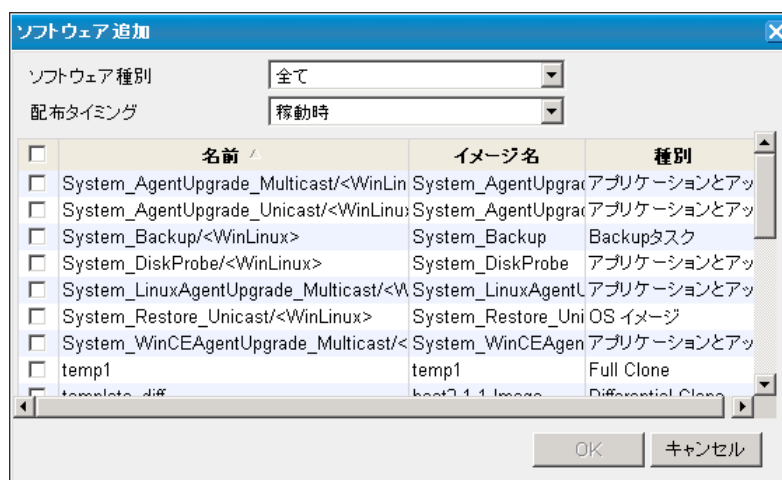 ソフトウェア追加
ソフトウェア種別 全て
配布タイミング 稼動時
名前 イメージ名 種別
System_AgentUpgrade_Multicast/<WinLin System_AgentUpgrad アプリケーションとアッ
System_AgentUpgrade_Unicast/<WinLinux System_AgentUpgrad アプリケーションとアッ
System_Backup/<WinLinux> System_Backup Backupタスク
System_DiskProbe/<WinLinux> System_DiskProbe アプリケーションとアッ
System_LinuxAgentUpgrade_Multicast/<W System_LinuxAgentU アプリケーションとアッ
System_Restore_Unicast/<WinLinux> System_Restore_Uni OS イメージ
System_WinCEAgentUpgrade_Multicast/< System_WinCEAgen アプリケーションとアッ
temp1 temp1 Full Clone
template_diff Differential Clone
OK キャンセル